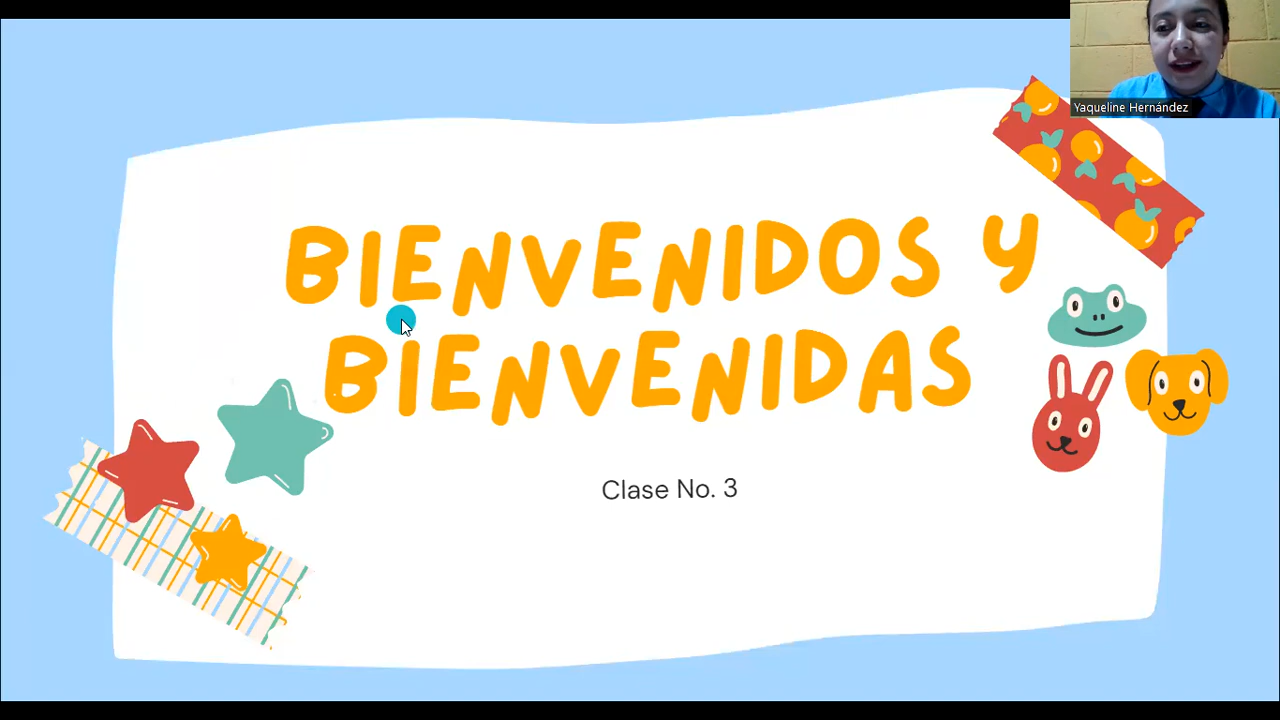 Yaqueline Hernández
BIENVENIDOS Y
BIENVENIDAS
Clase No. 3